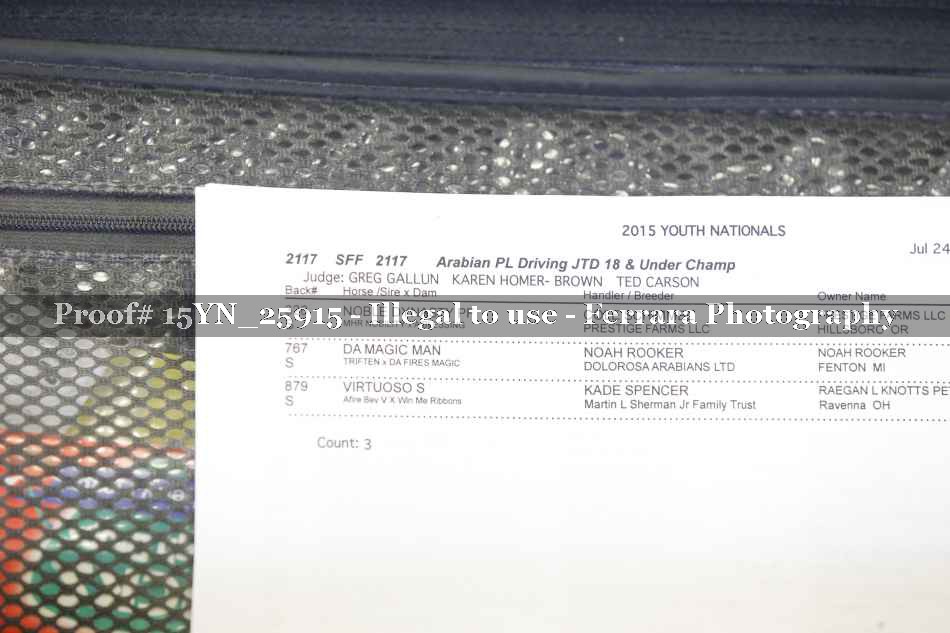 2015 YOUTH NATIONALS
Jul 24
2117 SFF 2117 Arabian PL Driving JTD 18 & Under Champ
Judge: GREG GALLUN KAREN HOMER- BROWN TED CARSON
Back# Horse /Sire x Dam Handler / Breeder Owner Name
Proof# 15YN_25915 - Illegal to use - Ferrara Photography
PRESTIGE FARMS LLC HILLSBORO OR
767 DA MAGIC MAN NOAH ROOKER NOAH ROOKER
S TRIFTEN x DA FIRES MAGIC DOLOROSA ARABIANS LTD FENTON MI
879 VIRTUOSO S KADE SPENCER RAEGAN L KNOTTS PE
S Afire Bev V X Win Me Ribbons Martin L Sherman Jr Family Trust Ravenna OH
Count: 3